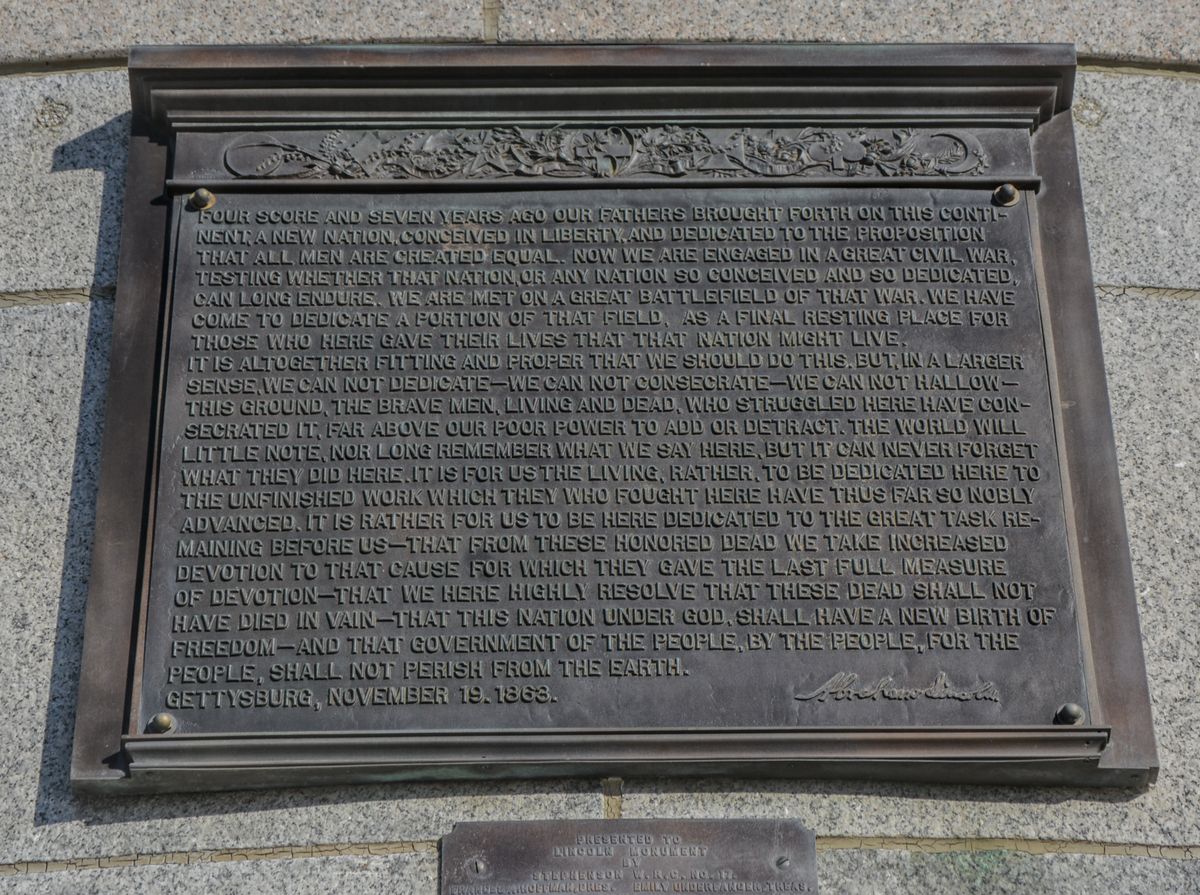 FOUR SCORE AND SEVEN YEARS AGO OUR FATHERS BROUGHT FORTH ON THIS CONTI-
NENT, A NEW NATION, CONCEIVED IN LIBERTY, AND DEDICATED TO THE PROPOSITION
THAT ALL MEN ARE CREATED EQUAL. NOW WE ARE ENGAGED IN A GREAT CIVIL WAR,
TESTING WHETHER THAT NATION, OR ANY NATION SO CONCEIVED AND SO DEDICATED,
CAN LONG ENDURE. WE ARE MET ON A GREAT BATTLEFIELD OF THAT WAR. WE HAVE
COME TO DEDICATE A PORTION OF THAT FIELD, AS A FINAL RESTING PLACE FOR
THOSE WHO HERE GAVE THEIR LIVES THAT THAT NATION MIGHT LIVE.
IT IS ALTOGETHER FITTING AND PROPER THAT WE SHOULD DO THIS. BUT, IN A LARGER
SENSE, WE CAN NOT DEDICATE—WE CAN NOT CONSECRATE—WE CAN NOT HALLOW—
THIS GROUND, THE BRAVE MEN, LIVING AND DEAD, WHO STRUGGLED HERE HAVE CON-
SECRATED IT, FAR ABOVE OUR POOR POWER TO ADD OR DETRACT. THE WORLD WILL
LITTLE NOTE, NOR LONG REMEMBER WHAT WE SAY HERE, BUT IT CAN NEVER FORGET
WHAT THEY DID HERE. IT IS FOR US THE LIVING, RATHER, TO BE DEDICATED HERE TO
THE UNFINISHED WORK WHICH THEY WHO FOUGHT HERE HAVE THUS FAR SO NOBLY
ADVANCED. IT IS RATHER FOR US TO BE HERE DEDICATED TO THE GREAT TASK RE-
MAINING BEFORE US—THAT FROM THESE HONORED DEAD WE TAKE INCREASED
DEVOTION TO THAT CAUSE FOR WHICH THEY GAVE THE LAST FULL MEASURE
OF DEVOTION—THAT WE HERE HIGHLY RESOLVE THAT THESE DEAD SHALL NOT
HAVE DIED IN VAIN—THAT THIS NATION UNDER GOD, SHALL HAVE A NEW BIRTH OF
FREEDOM—AND THAT GOVERNMENT OF THE PEOPLE, BY THE PEOPLE, FOR THE
PEOPLE, SHALL NOT PERISH FROM THE EARTH.
GETTYSBURG, NOVEMBER 19. 1863.
Abraham Lincoln.
PRESENTED TO
LINCOLN MONUMENT
BY
STEPHENSON W.R.C. NO. 17.
HOFFMAN, PRES. EMILY TREAS.